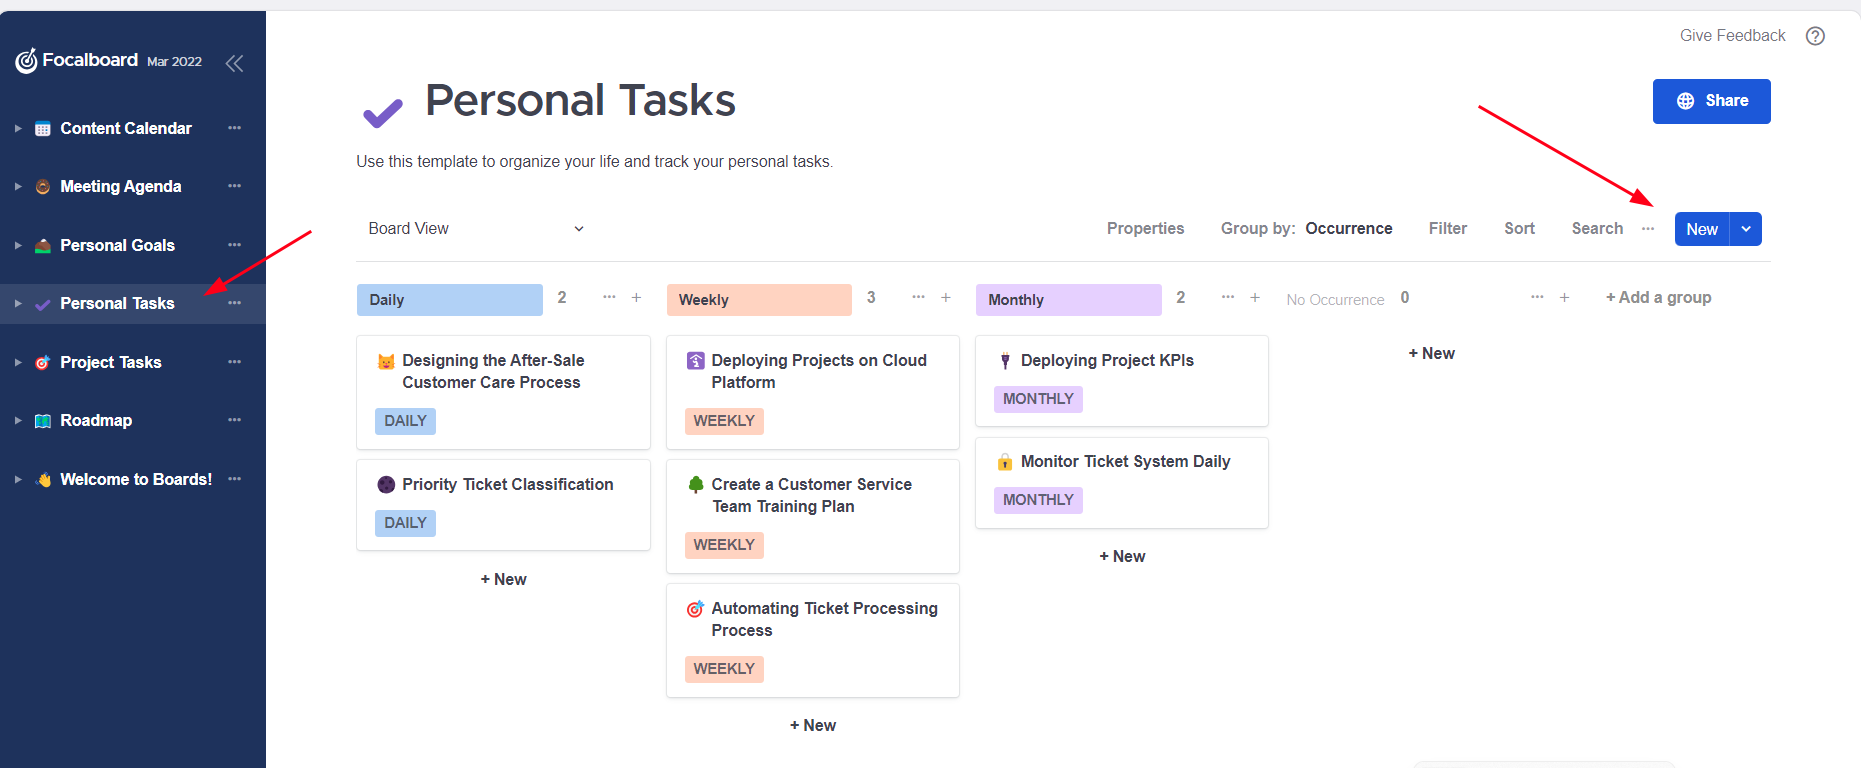 Give Feedback
Focalboard Mar 2022
Content Calendar
Meeting Agenda
Personal Goals
Personal Tasks
Project Tasks
Roadmap
Welcome to Boards!
Personal Tasks
Share
Use this template to organize your life and track your personal tasks.
Board View
Properties Group by: Occurrence Filter Sort Search ··· New
Daily 2 ··· +
Designing the After-Sale
Customer Care Process
DAILY
Priority Ticket Classification
DAILY
+ New
Weekly 3 ··· +
Deploying Projects on Cloud
Platform
WEEKLY
Create a Customer Service
Team Training Plan
WEEKLY
Automating Ticket Processing
Process
WEEKLY
+ New
Monthly 2 ··· +
Deploying Project KPIs
MONTHLY
Monitor Ticket System Daily
MONTHLY
+ New
No Occurrence 0 ··· +
+ New
+ Add a group